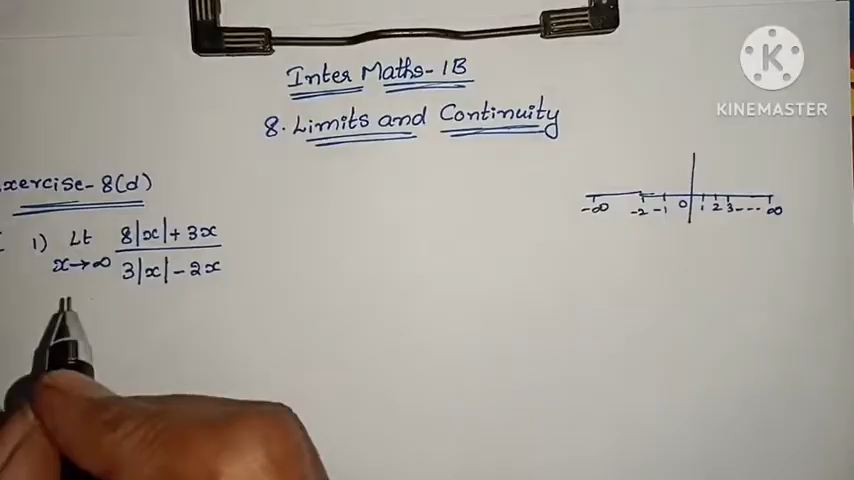 Inter Maths-1B
8. Limits and Continuity
KINEMASTER
xercise-8(d)
1) Lt 8|x|+3x
x→∞ 3|x|-2x
-∞ -2 -1 0 1 2 3--- ∞